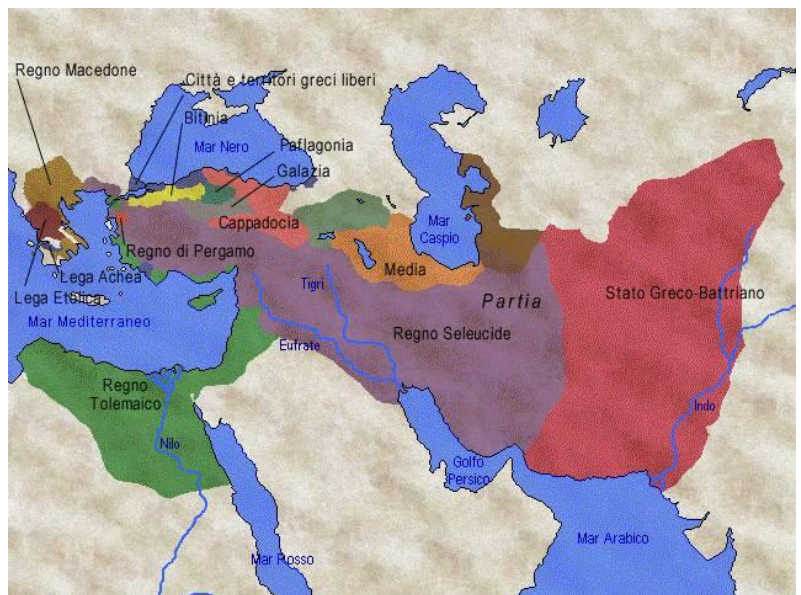 Regno Macedone
Città e territori greci liberi
Bitinia
Mar Nero
Paflagonia
Galazia
Cappadocia
Mar
Caspio
Regno di Pergamo
Media
Lega Achea
Lega Etolica
Tigri
Partia
Stato Greco-Battriano
Mar Mediterraneo
Regno Seleucide
Eufrate
Regno
Tolemaico
Indo
Nilo
Golfo
Persico
Mar Rosso
Mar Arabico